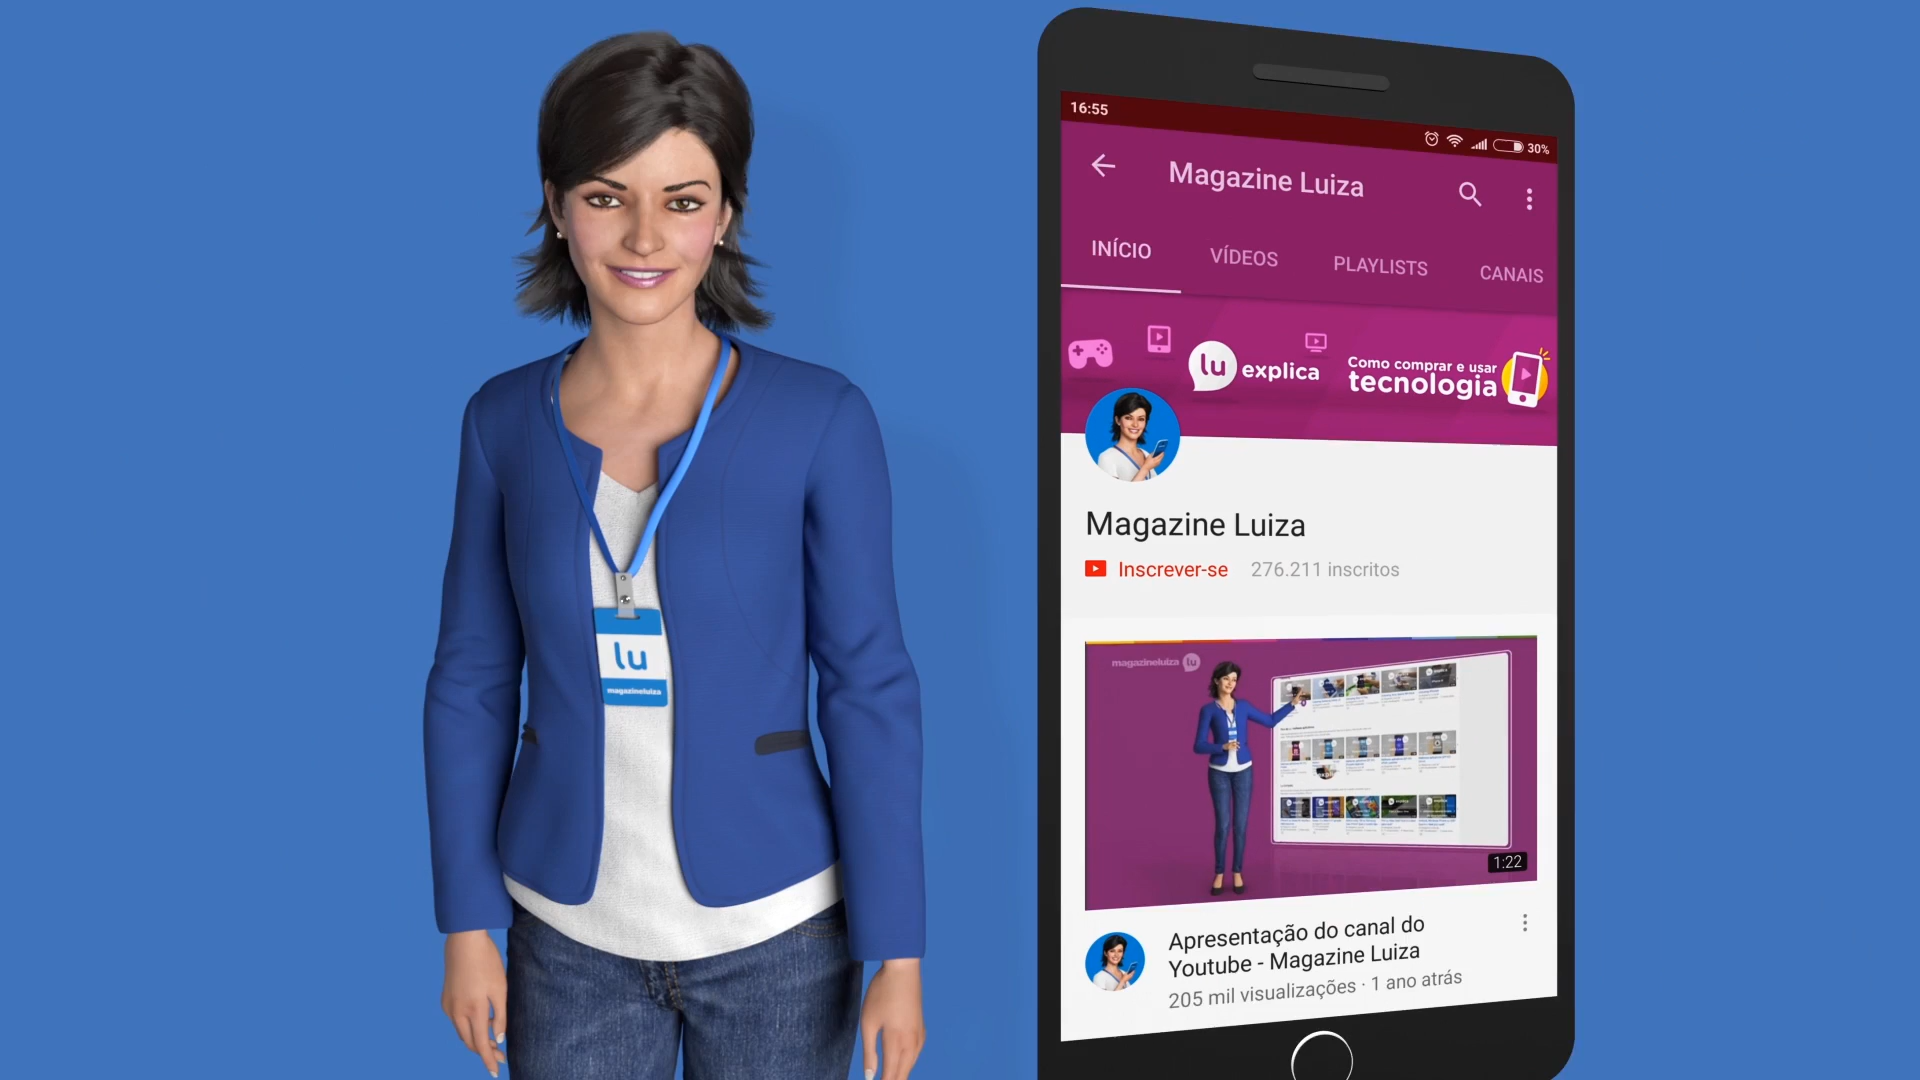 16:55
30%
Magazine Luiza
INÍCIO
VÍDEOS
PLAYLISTS
CANAIS
lu explica
Como comprar e usar
tecnologia
Magazine Luiza
Inscrever-se
276.211 inscritos
magazineluiza lu
1:22
Apresentação do canal do
Youtube - Magazine Luiza
205 mil visualizações · 1 ano atrás
lu
magazineluiza